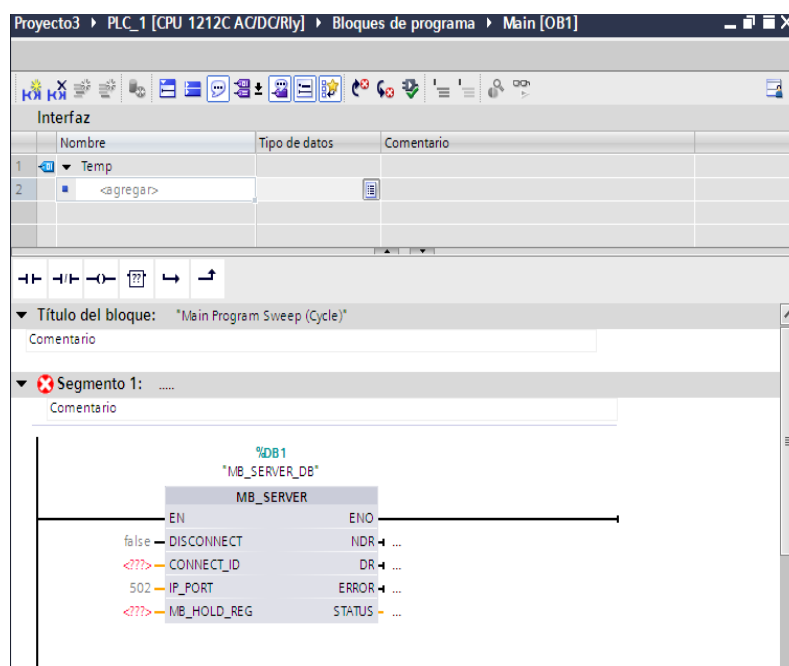 Proyecto3 ▸ PLC_1 [CPU 1212C AC/DC/Rly] ▸ Bloques de programa ▸ Main [OB1]
Interfaz
Nombre Tipo de datos Comentario
1 Temp
2 <agregar>
??
Título del bloque: "Main Program Sweep (Cycle)"
Comentario
Segmento 1: .....
Comentario
%DB1
"MB_SERVER_DB"
MB_SERVER
EN ENO
false DISCONNECT NDR ...
<???> CONNECT_ID DR ...
502 IP_PORT ERROR ...
<???> MB_HOLD_REG STATUS ...